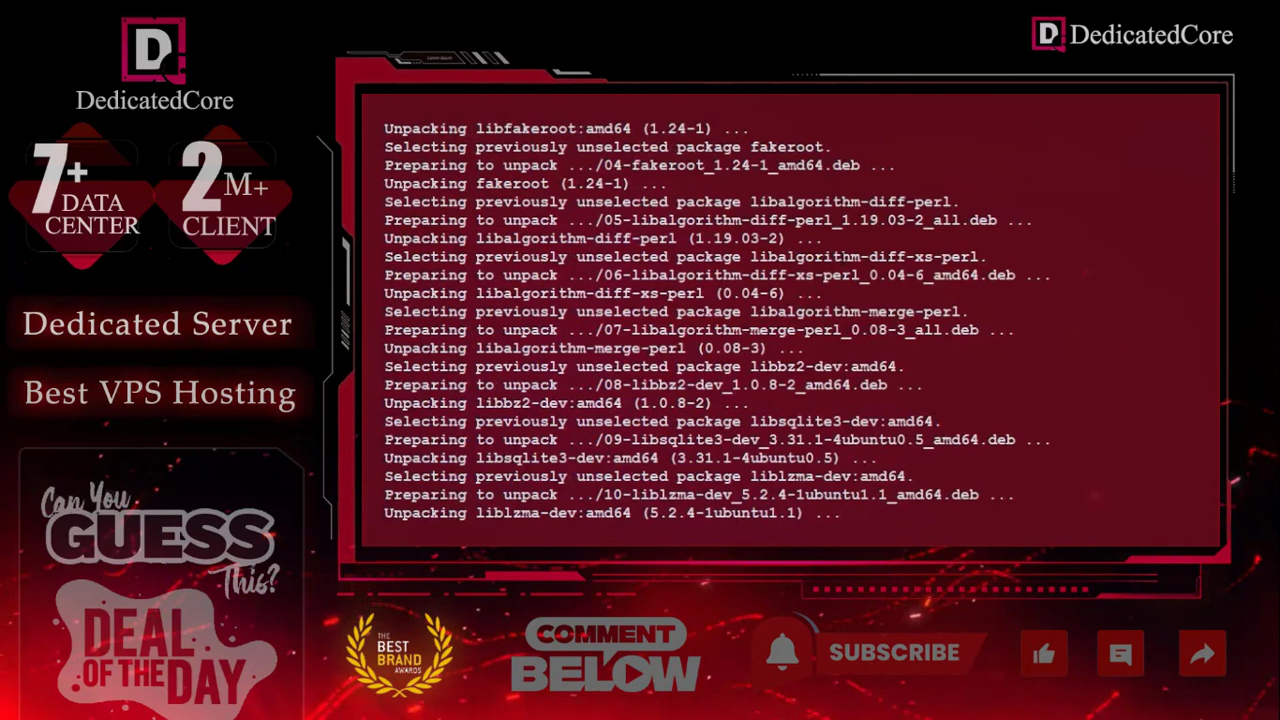 D
DedicatedCore
D DedicatedCore
7+
DATA
CENTER
2
M+
CLIENT
Dedicated Server
Best VPS Hosting
Can You
GUESS
This?
DEAL
OF THE DAY
Lorem Ipsum
Unpacking libfakeroot:amd64 (1.24-1) ...
Selecting previously unselected package fakeroot.
Preparing to unpack .../04-fakeroot_1.24-1_amd64.deb ...
Unpacking fakeroot (1.24-1) ...
Selecting previously unselected package libalgorithm-diff-perl.
Preparing to unpack .../05-libalgorithm-diff-perl_1.19.03-2_all.deb ...
Unpacking libalgorithm-diff-perl (1.19.03-2) ...
Selecting previously unselected package libalgorithm-diff-xs-perl.
Preparing to unpack .../06-libalgorithm-diff-xs-perl_0.04-6_amd64.deb ...
Unpacking libalgorithm-diff-xs-perl (0.04-6) ...
Selecting previously unselected package libalgorithm-merge-perl.
Preparing to unpack .../07-libalgorithm-merge-perl_0.08-3_all.deb ...
Unpacking libalgorithm-merge-perl (0.08-3) ...
Selecting previously unselected package libbz2-dev:amd64.
Preparing to unpack .../08-libbz2-dev_1.0.8-2_amd64.deb ...
Unpacking libbz2-dev:amd64 (1.0.8-2) ...
Selecting previously unselected package libsqlite3-dev:amd64.
Preparing to unpack .../09-libsqlite3-dev_3.31.1-4ubuntu0.5_amd64.deb ...
Unpacking libsqlite3-dev:amd64 (3.31.1-4ubuntu0.5) ...
Selecting previously unselected package liblzma-dev:amd64.
Preparing to unpack .../10-liblzma-dev_5.2.4-1ubuntu1.1_amd64.deb ...
Unpacking liblzma-dev:amd64 (5.2.4-1ubuntu1.1) ...
THE
BEST
BRAND
AWARDS
COMMENT
BELOW
SUBSCRIBE